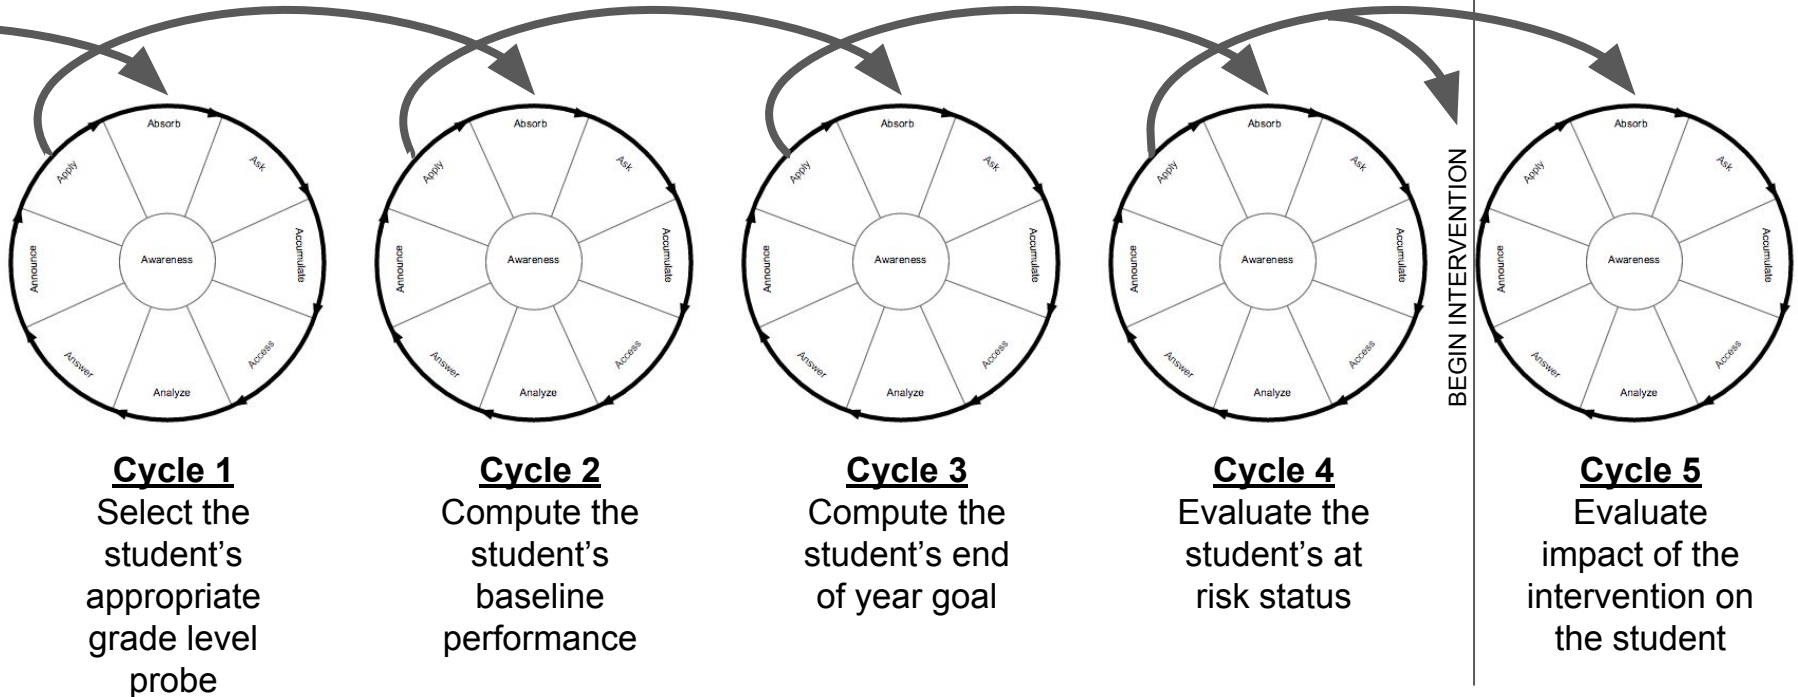 Absorb
Ask
Accumulate
Access
Analyze
Answer
Announce
Apply
Awareness
Cycle 1
Select the
student’s
appropriate
grade level
probe
Absorb
Ask
Accumulate
Access
Analyze
Answer
Announce
Apply
Awareness
Cycle 2
Compute the
student’s
baseline
performance
Absorb
Ask
Accumulate
Access
Analyze
Answer
Announce
Apply
Awareness
Cycle 3
Compute the
student’s end
of year goal
Absorb
Ask
Accumulate
Access
Analyze
Answer
Announce
Apply
Awareness
Cycle 4
Evaluate the
student’s at
risk status
BEGIN INTERVENTION
Absorb
Ask
Accumulate
Access
Analyze
Answer
Announce
Apply
Awareness
Cycle 5
Evaluate
impact of the
intervention on
the student